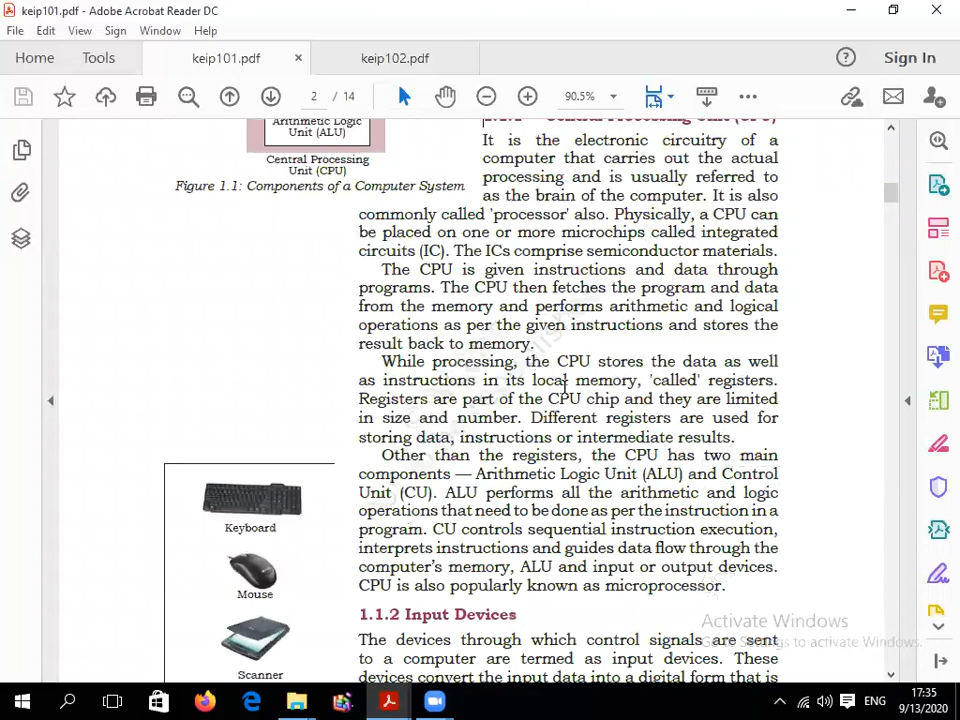 keip101.pdf - Adobe Acrobat Reader DC
File Edit View Window Help
Home Tools keip101.pdf × keip102.pdf ? Sign In
2 / 14 90.5%
Arithmetic Logic
Unit (ALU)
Central Processing
Unit (CPU)
Figure 1.1: Components of a Computer System
It is the electronic circuitry of a
computer that carries out the actual
processing and is usually referred to
as the brain of the computer. It is also
commonly called 'processor' also. Physically, a CPU can
be placed on one or more microchips called integrated
circuits (IC). The ICs comprise semiconductor materials.
The CPU is given instructions and data through
programs. The CPU then fetches the program and data
from the memory and performs arithmetic and logical
operations as per the given instructions and stores the
result back to memory.
While processing, the CPU stores the data as well
as instructions in its local memory, 'called' registers.
Registers are part of the CPU chip and they are limited
in size and number. Different registers are used for
storing data, instructions or intermediate results.
Other than the registers, the CPU has two main
components — Arithmetic Logic Unit (ALU) and Control
Unit (CU). ALU performs all the arithmetic and logic
operations that need to be done as per the instruction in a
program. CU controls sequential instruction execution,
interprets instructions and guides data flow through the
computer's memory, ALU and input or output devices.
CPU is also popularly known as microprocessor.
Keyboard
Mouse
Scanner
1.1.2 Input Devices
The devices through which control signals are sent
to a computer are termed as input devices. These
devices convert the input data into a digital form that is
Activate Windows
Go to Settings to activate Windows.
ENG
17:35
9/13/2020